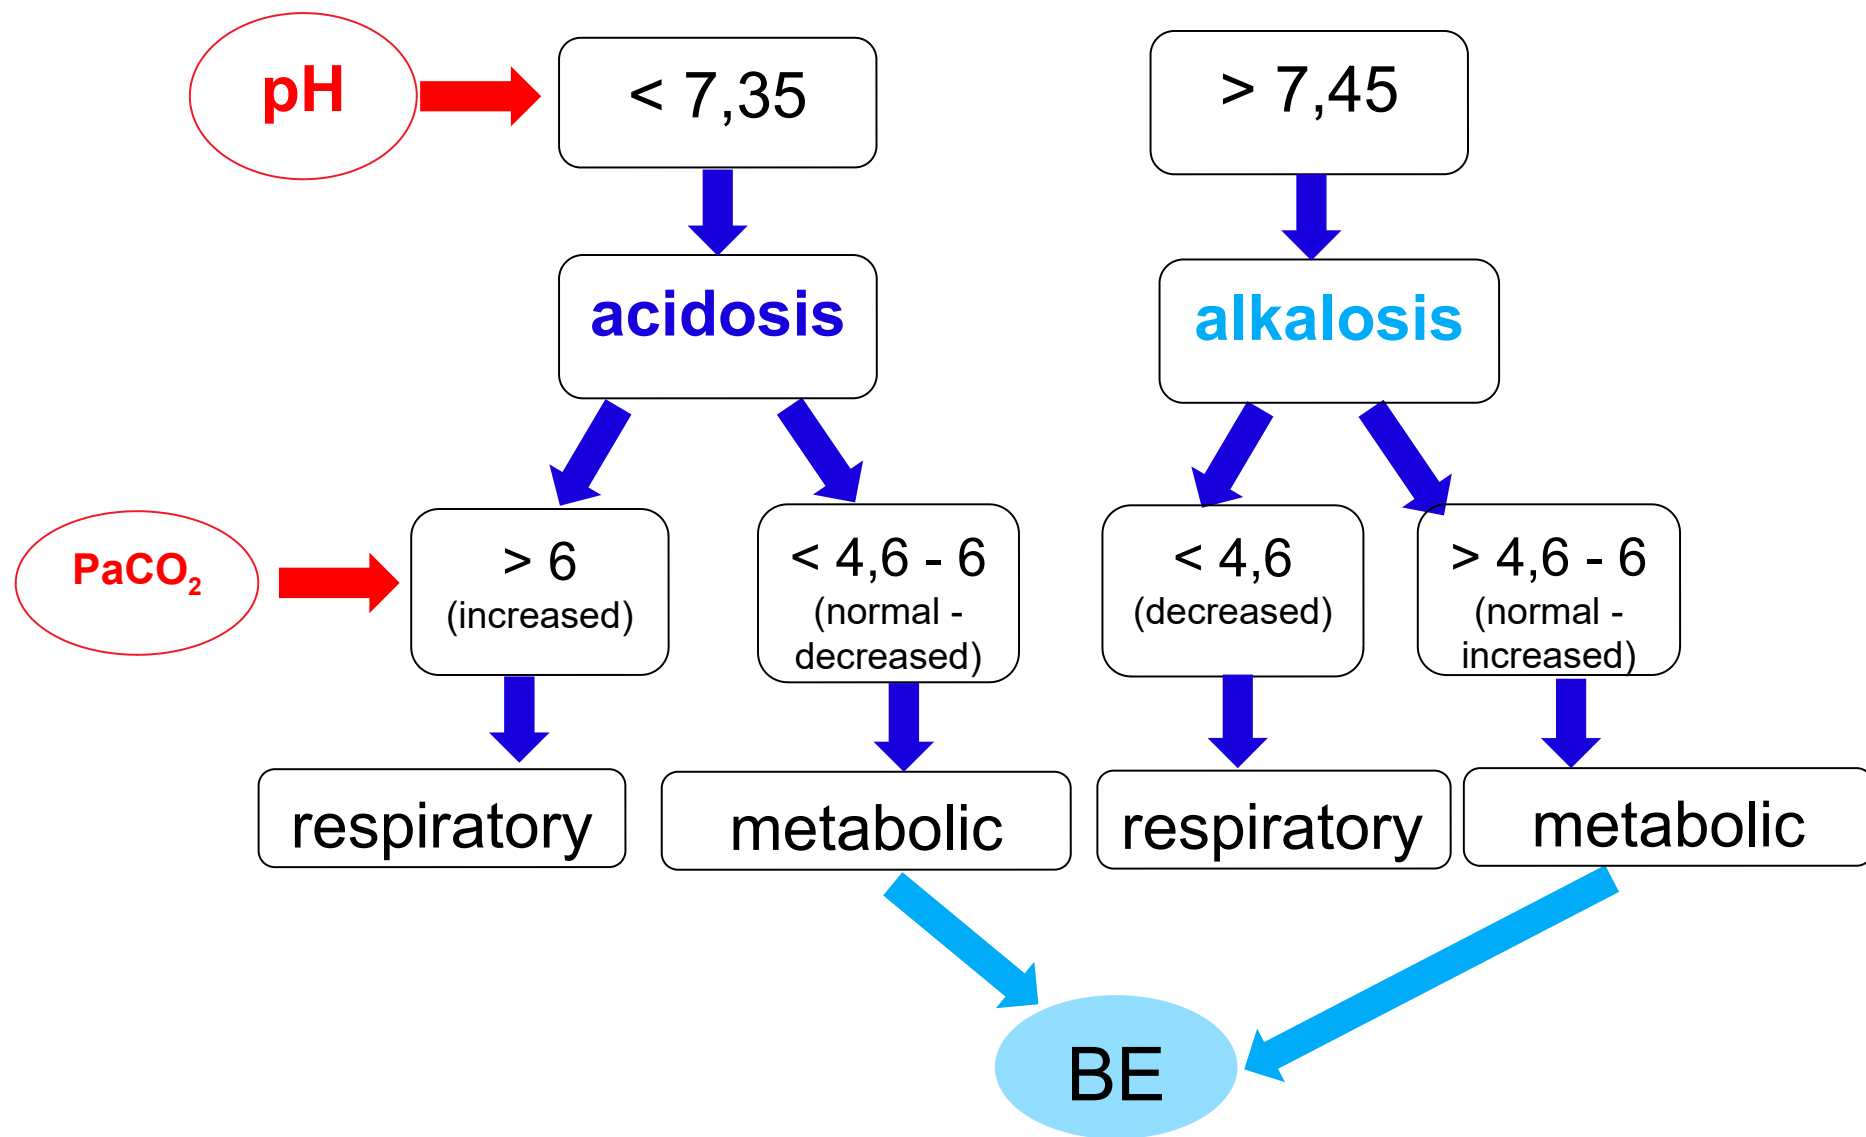 pH
< 7,35
> 7,45
acidosis
alkalosis
PaCO₂
> 6
(increased)
< 4,6 - 6
(normal -
decreased)
< 4,6
(decreased)
> 4,6 - 6
(normal -
increased)
respiratory
metabolic
respiratory
metabolic
BE